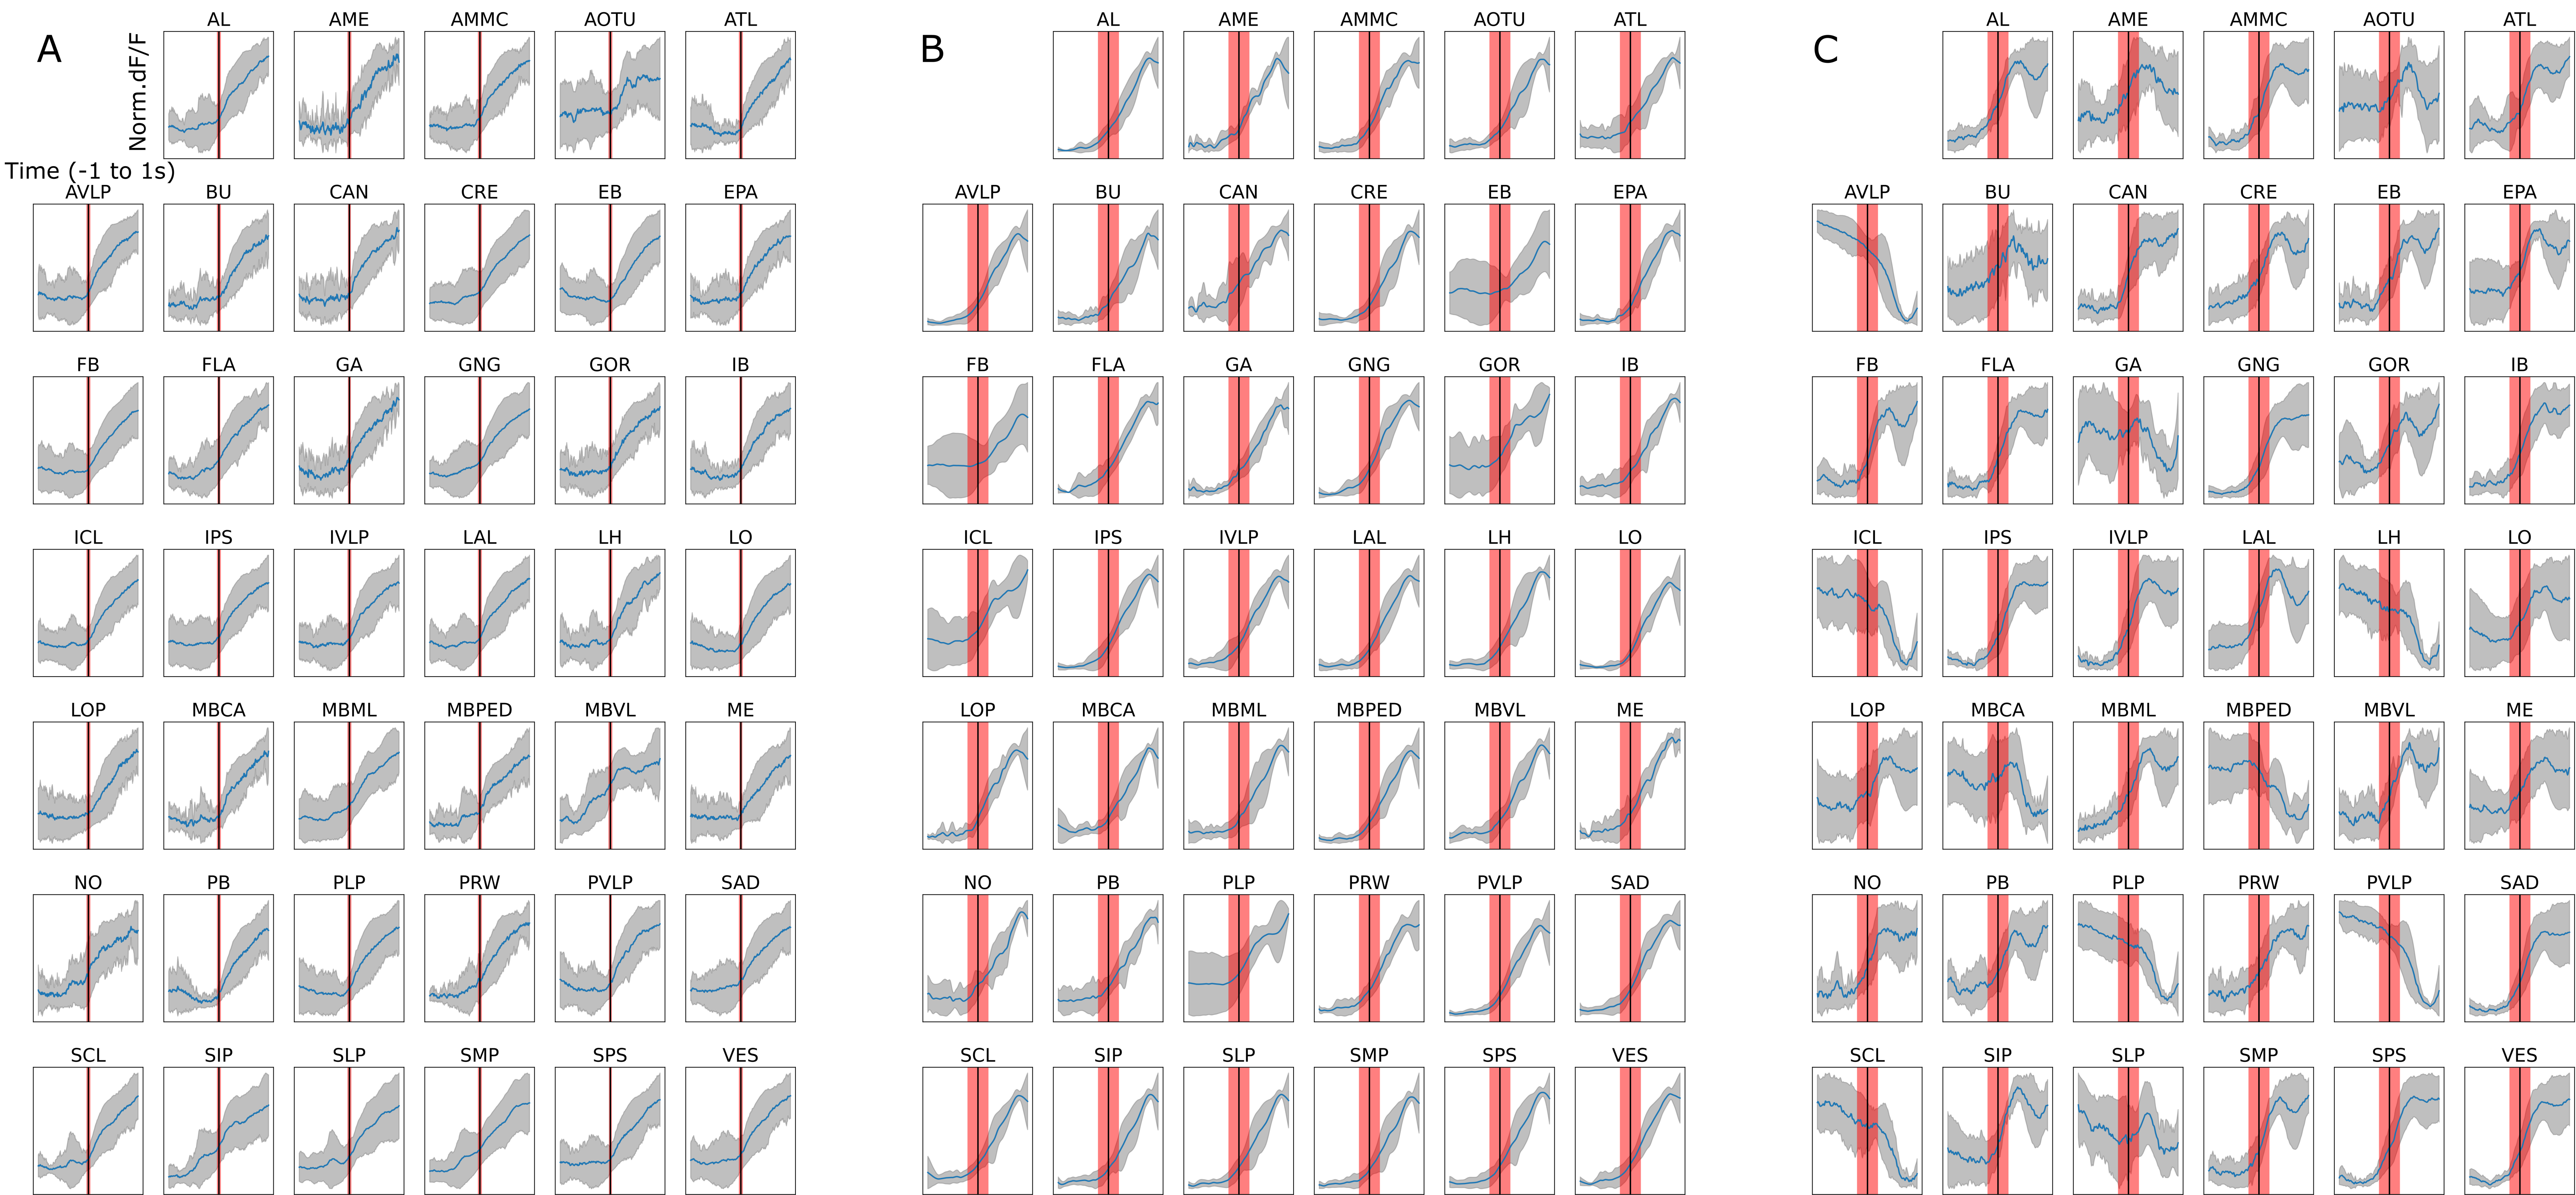 A
Norm.dF/F
Time (-1 to 1s)
AL AME AMMC AOTU ATL
AVLP BU CAN CRE EB EPA
FB FLA GA GNG GOR IB
ICL IPS IVLP LAL LH LO
LOP MBCA MBML MBPED MBVL ME
NO PB PLP PRW PVLP SAD
SCL SIP SLP SMP SPS VES
B
AL AME AMMC AOTU ATL
AVLP BU CAN CRE EB EPA
FB FLA GA GNG GOR IB
ICL IPS IVLP LAL LH LO
LOP MBCA MBML MBPED MBVL ME
NO PB PLP PRW PVLP SAD
SCL SIP SLP SMP SPS VES
C
AL AME AMMC AOTU ATL
AVLP BU CAN CRE EB EPA
FB FLA GA GNG GOR IB
ICL IPS IVLP LAL LH LO
LOP MBCA MBML MBPED MBVL ME
NO PB PLP PRW PVLP SAD
SCL SIP SLP SMP SPS VES